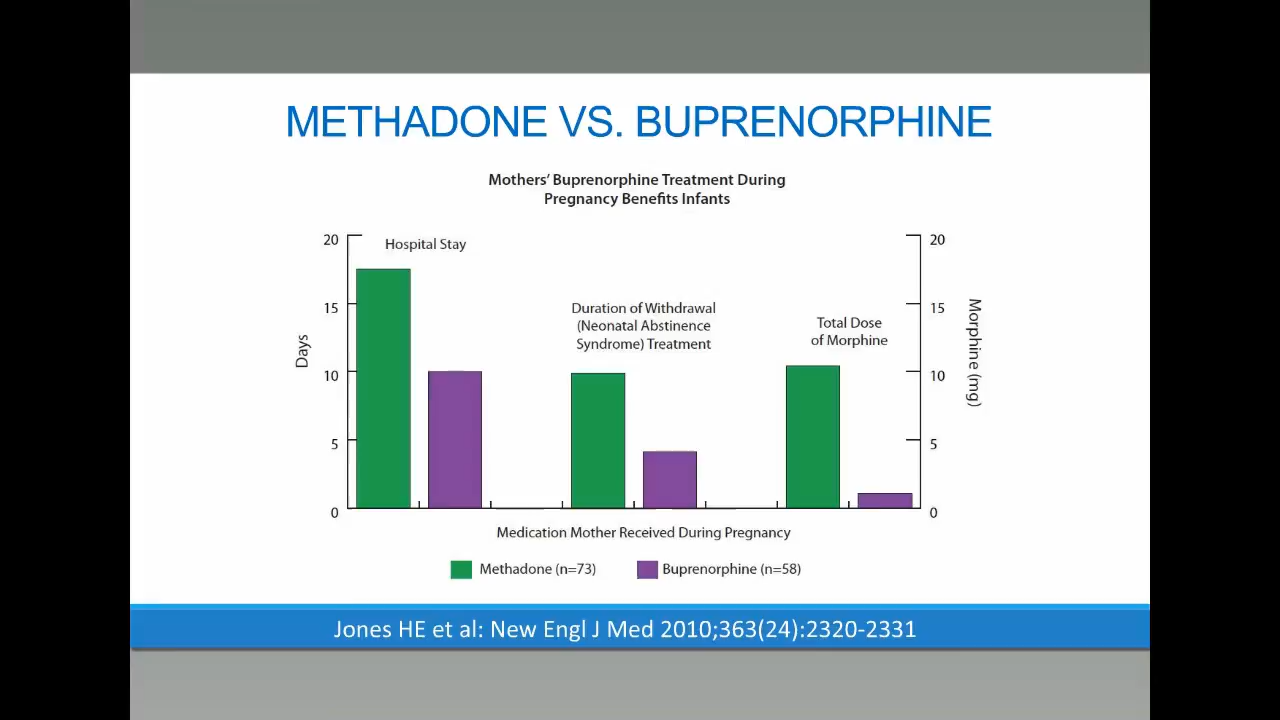 METHADONE VS. BUPRENORPHINE
Mothers' Buprenorphine Treatment During
Pregnancy Benefits Infants
20
15
10
5
0
Days
Hospital Stay
Duration of Withdrawal
(Neonatal Abstinence
Syndrome) Treatment
Total Dose
of Morphine
20
15
10
5
0
Morphine (mg)
Medication Mother Received During Pregnancy
Methadone (n=73)
Buprenorphine (n=58)
Jones HE et al: New Engl J Med 2010;363(24):2320-2331